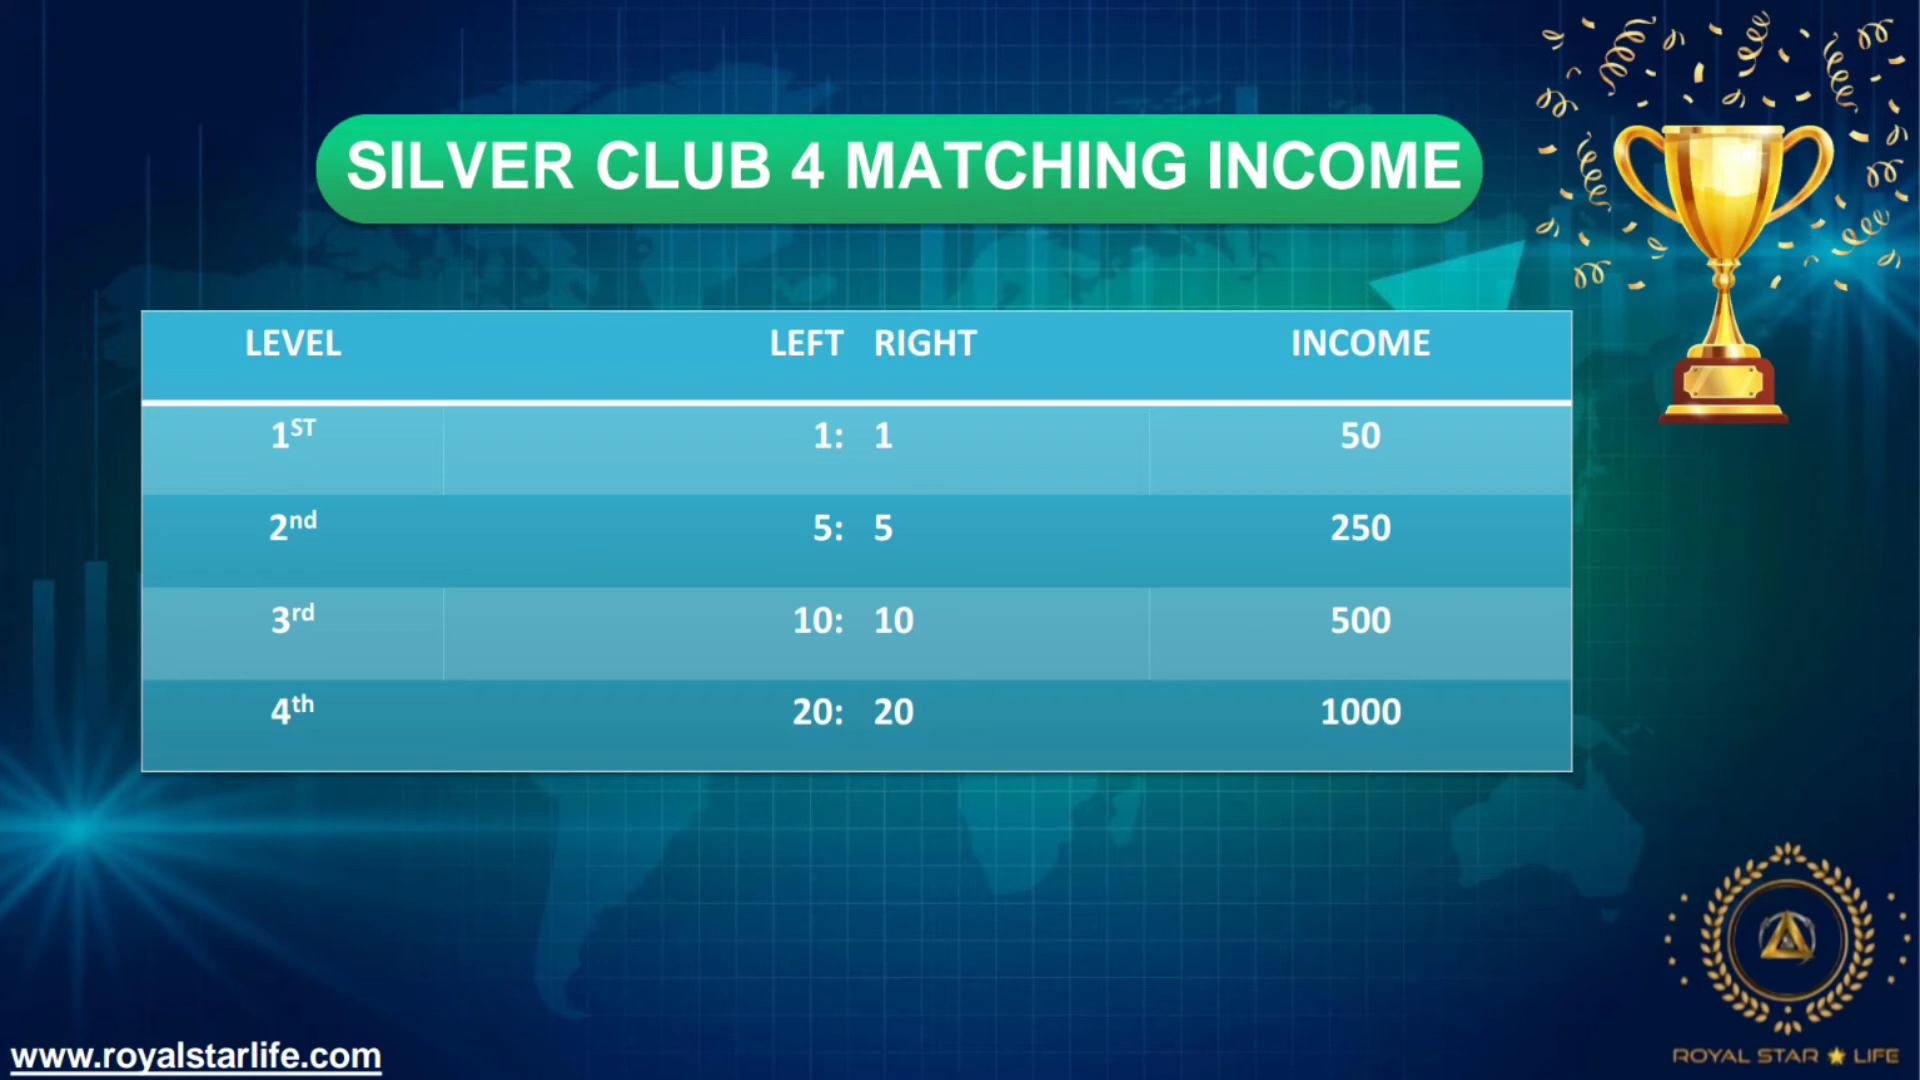 SILVER CLUB 4 MATCHING INCOME
LEVEL LEFT RIGHT INCOME
1ST 1: 1 50
2nd 5: 5 250
3rd 10: 10 500
4th 20: 20 1000
www.royalstarlife.com
ROYAL STAR LIFE